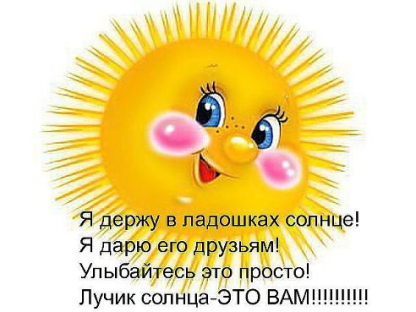 Я держу в ладошках солнце!
Я дарю его друзьям!
Улыбайтесь это просто!
Лучик солнца-ЭТО ВАМ!!!!!!!!!!